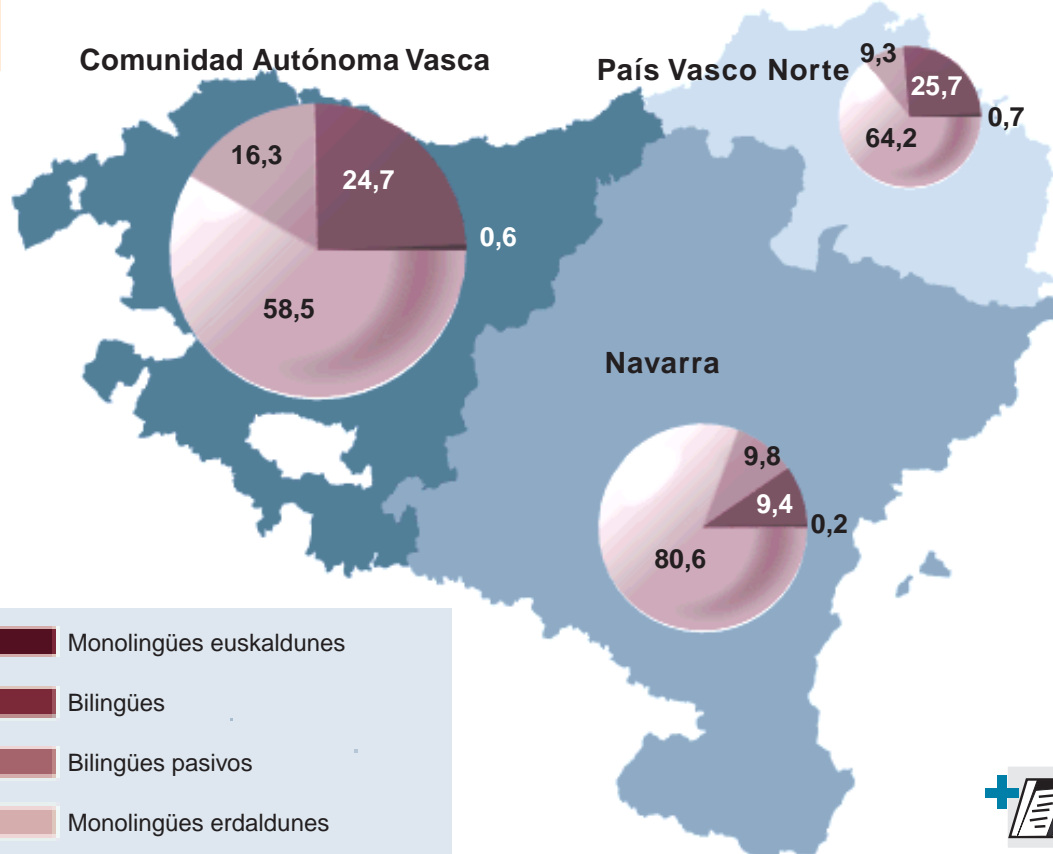 Comunidad Autónoma Vasca
16,3
24,7
0,6
58,5
País Vasco Norte
9,3
25,7
0,7
64,2
Navarra
9,8
9,4
0,2
80,6
Monolingües euskaldunes
Bilingües
Bilingües pasivos
Monolingües erdaldunes